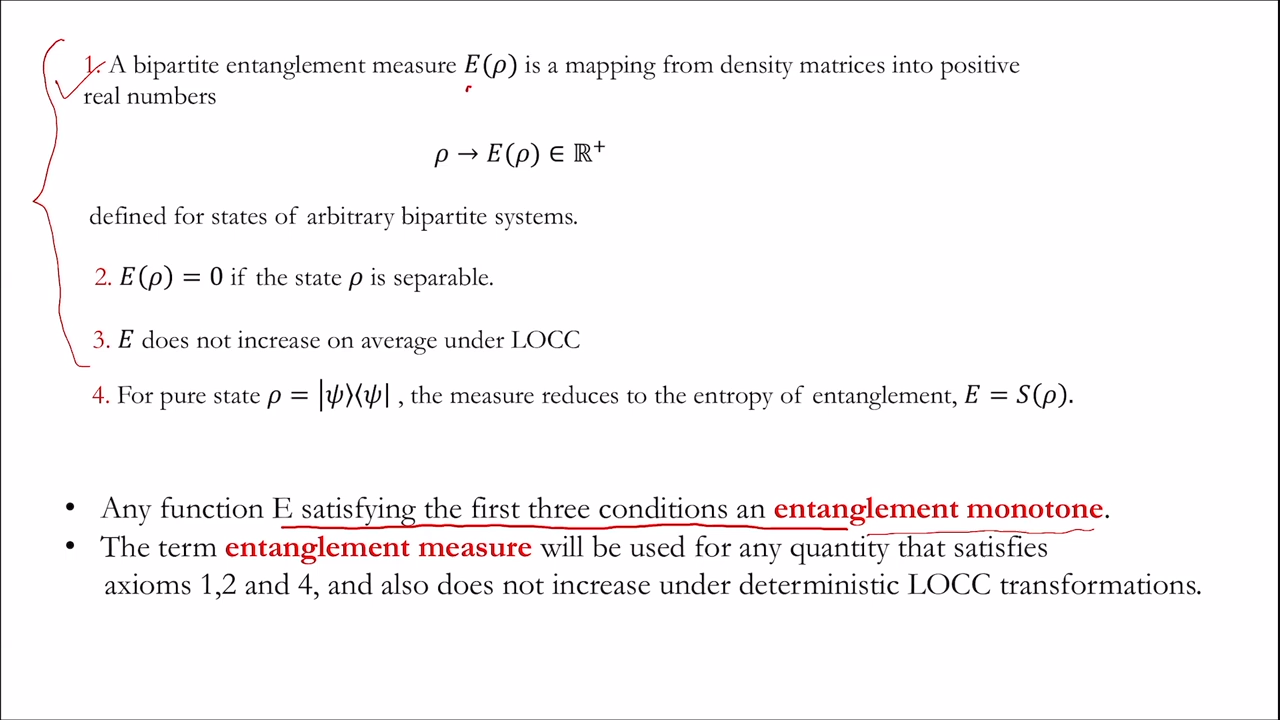 1. A bipartite entanglement measure E(ρ) is a mapping from density matrices into positive
real numbers
ρ → E(ρ) ∈ ℝ⁺
defined for states of arbitrary bipartite systems.
2. E(ρ) = 0 if the state ρ is separable.
3. E does not increase on average under LOCC
4. For pure state ρ = |ψ⟩⟨ψ| , the measure reduces to the entropy of entanglement, E = S(ρ).
• Any function E satisfying the first three conditions an entanglement monotone.
• The term entanglement measure will be used for any quantity that satisfies
axioms 1,2 and 4, and also does not increase under deterministic LOCC transformations.